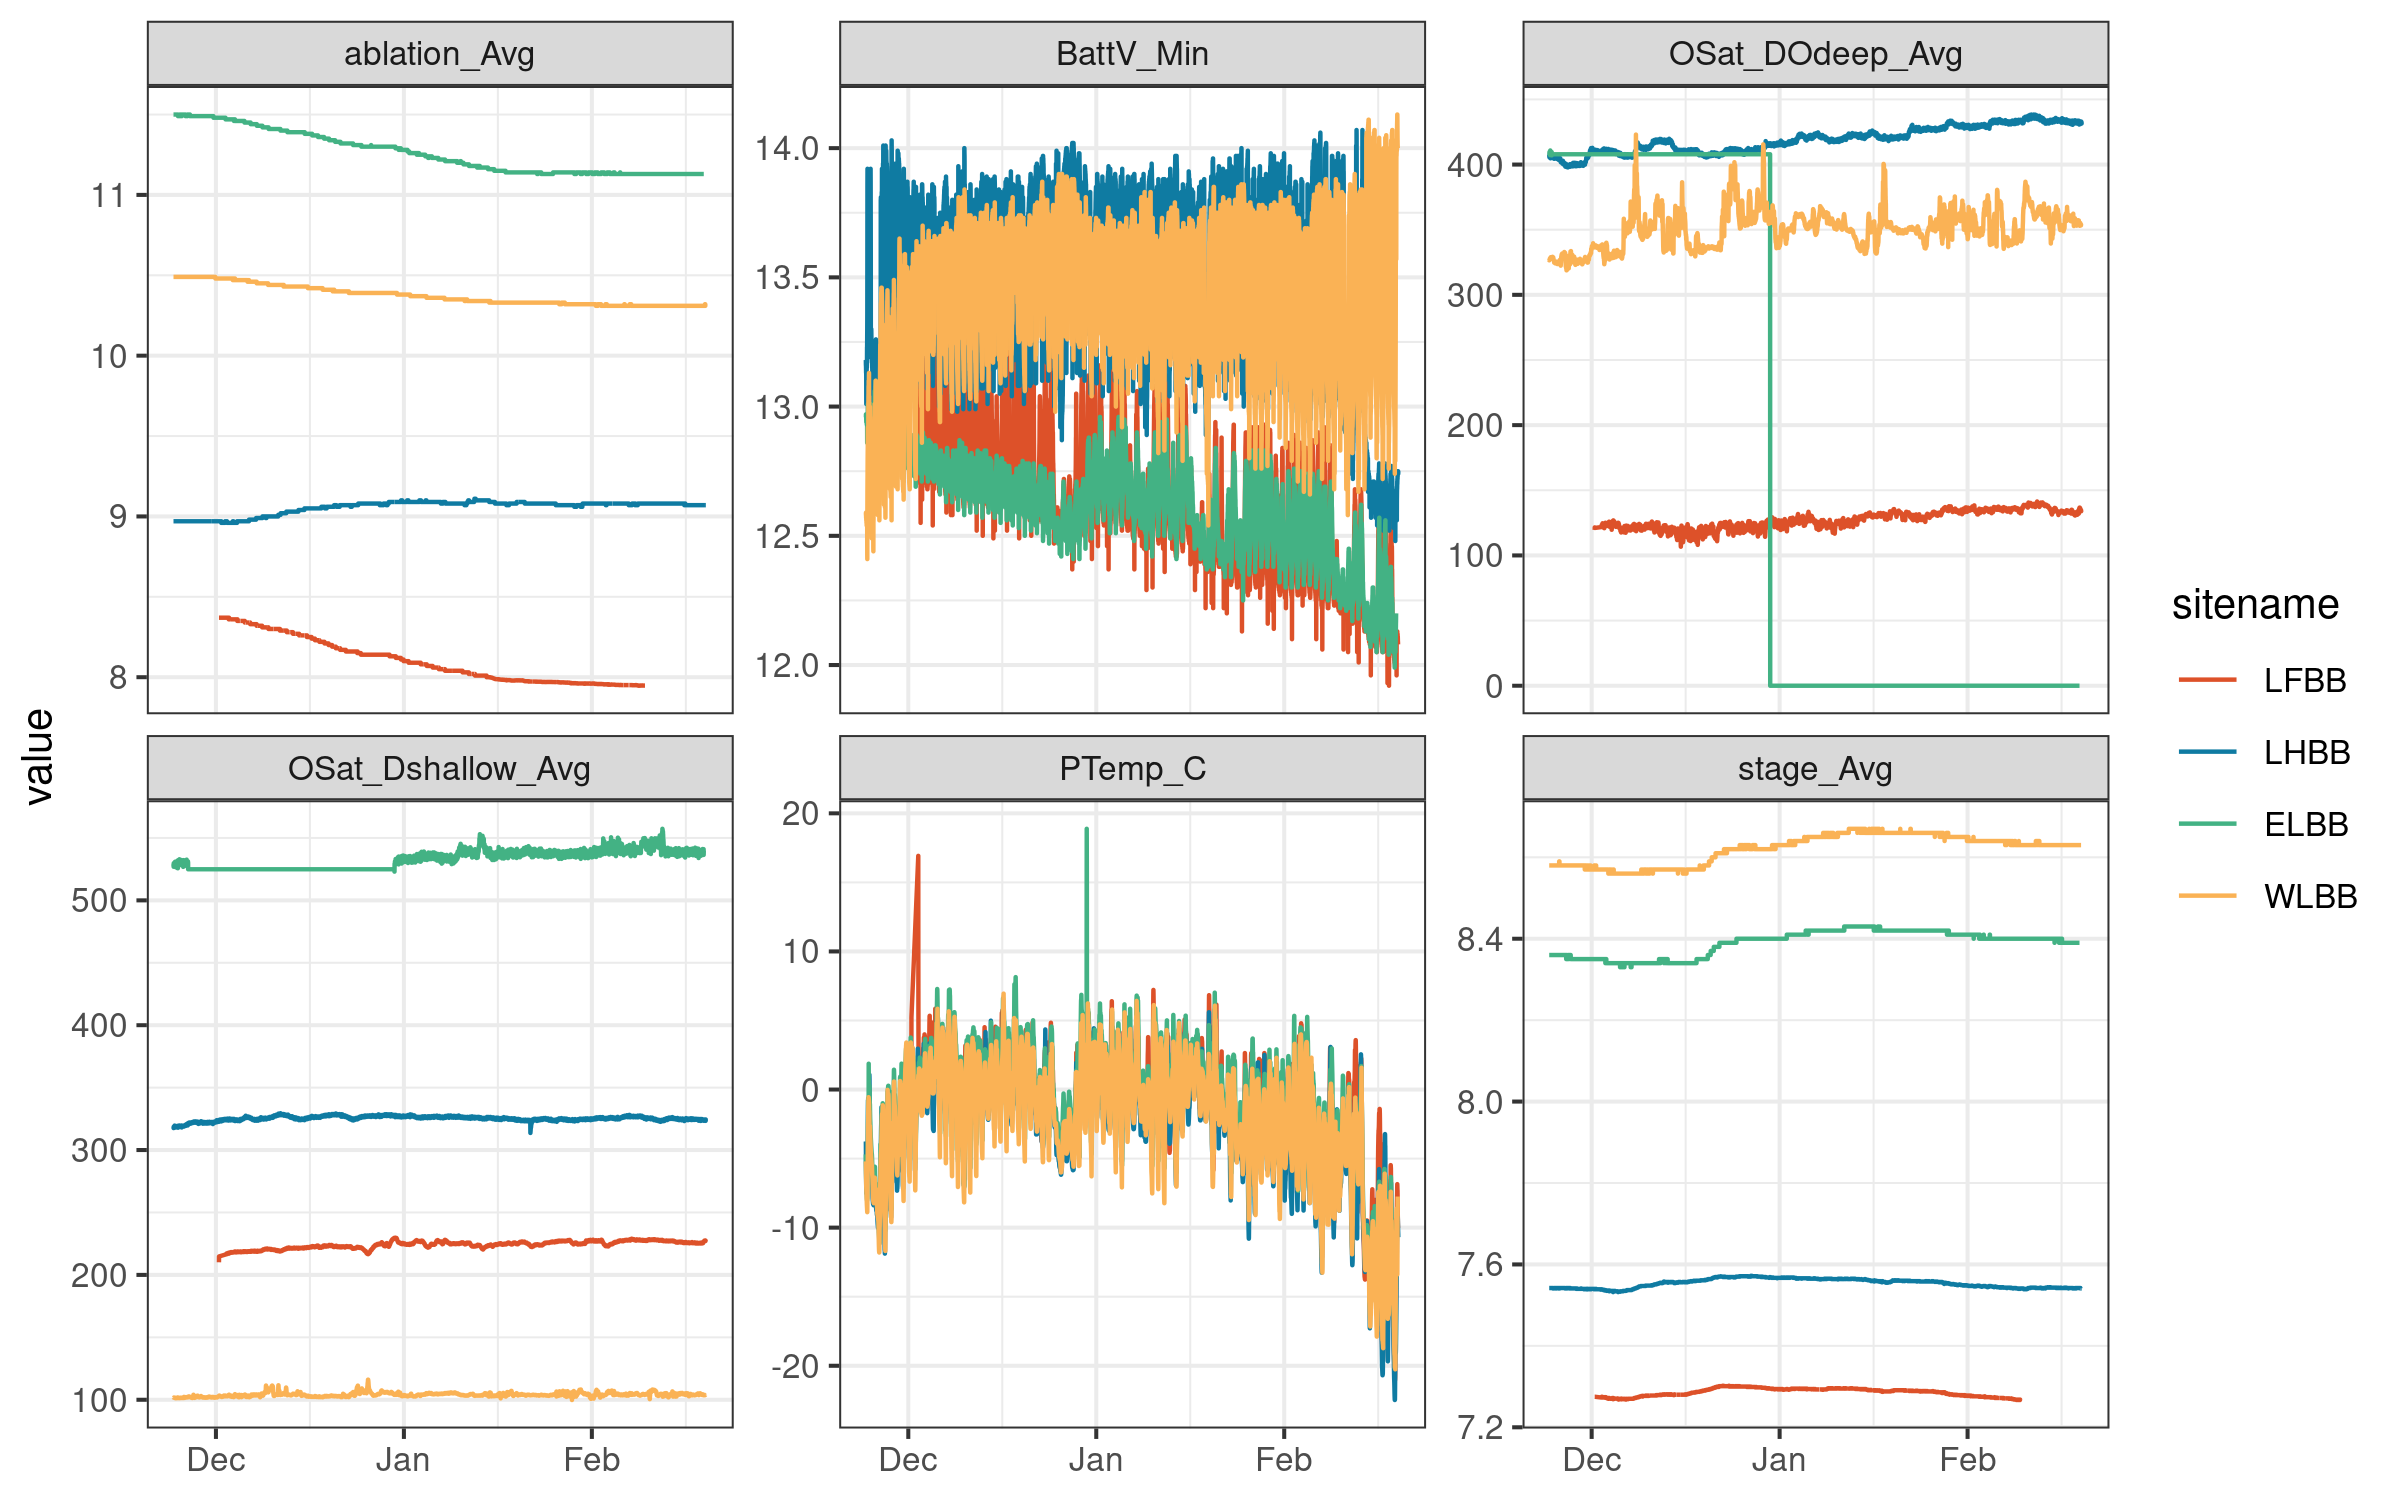 ablation_Avg
BattV_Min
OSat_DOdeep_Avg
11
10
9
8
14.0
13.5
13.0
12.5
12.0
400
300
200
100
0
value
OSat_Dshallow_Avg
PTemp_C
stage_Avg
500
400
300
200
100
20
10
0
-10
-20
8.4
8.0
7.6
7.2
Dec Jan Feb
Dec Jan Feb
Dec Jan Feb
sitename
LFBB
LHBB
ELBB
WLBB